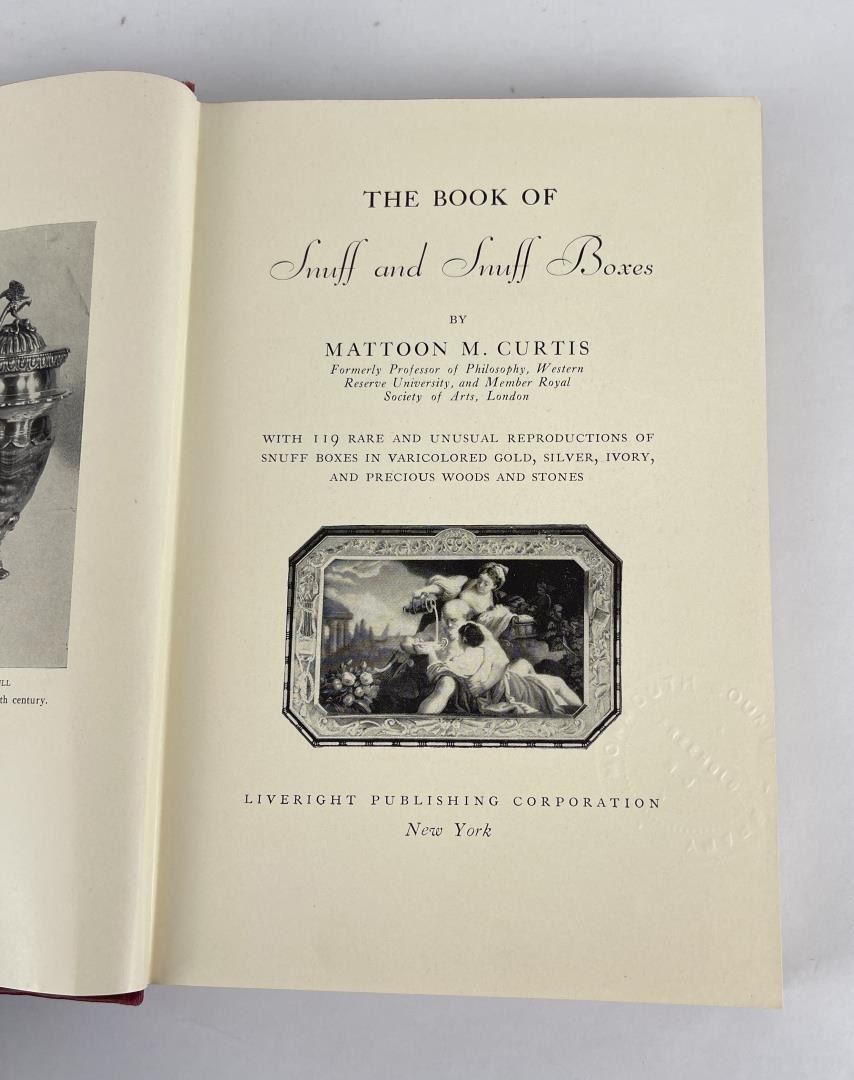 ULL
th century.
THE BOOK OF
Snuff and Snuff Boxes
BY
MATTOON M. CURTIS
Formerly Professor of Philosophy, Western
Reserve University, and Member Royal
Society of Arts, London
WITH 119 RARE AND UNUSUAL REPRODUCTIONS OF
SNUFF BOXES IN VARICOLORED GOLD, SILVER, IVORY,
AND PRECIOUS WOODS AND STONES
LIVERIGHT PUBLISHING CORPORATION
New York
MONMOUTH